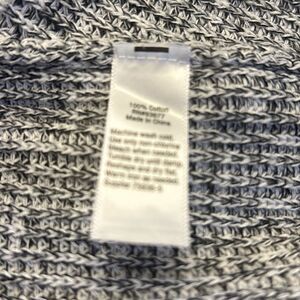 100% Cotton
Made in China
Machine wash cold.
Use only non-chlorine
bleach when needed.
Tumble dry until damp
and dry flat.
Warm iron if needed.